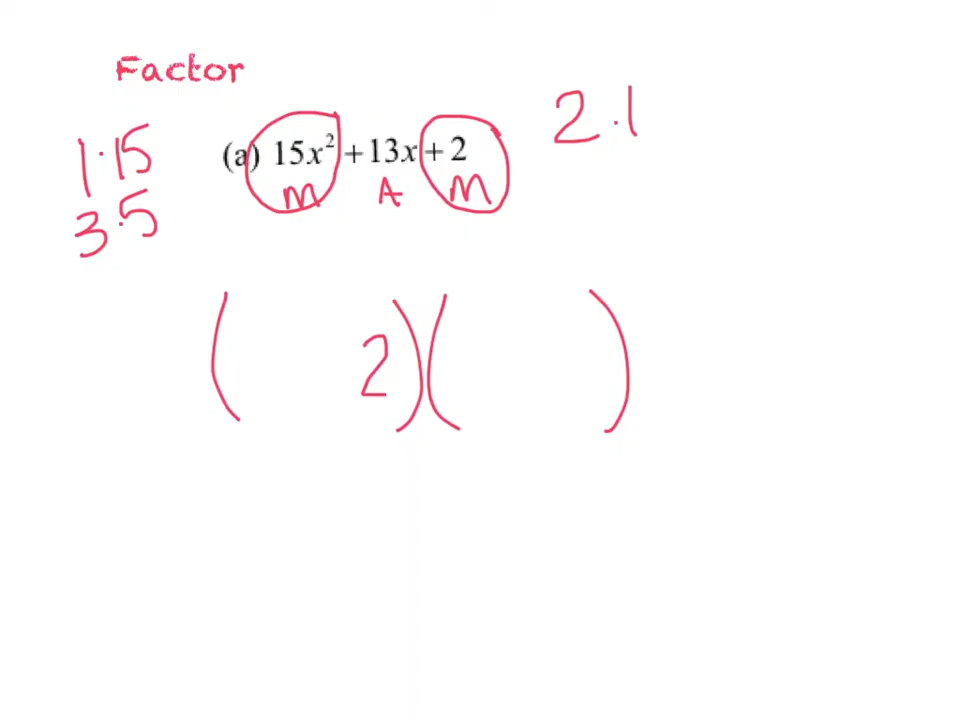 Factor
1·15
3·5
(a) 15x² + 13x + 2
M A M
2·1
( 2)( )